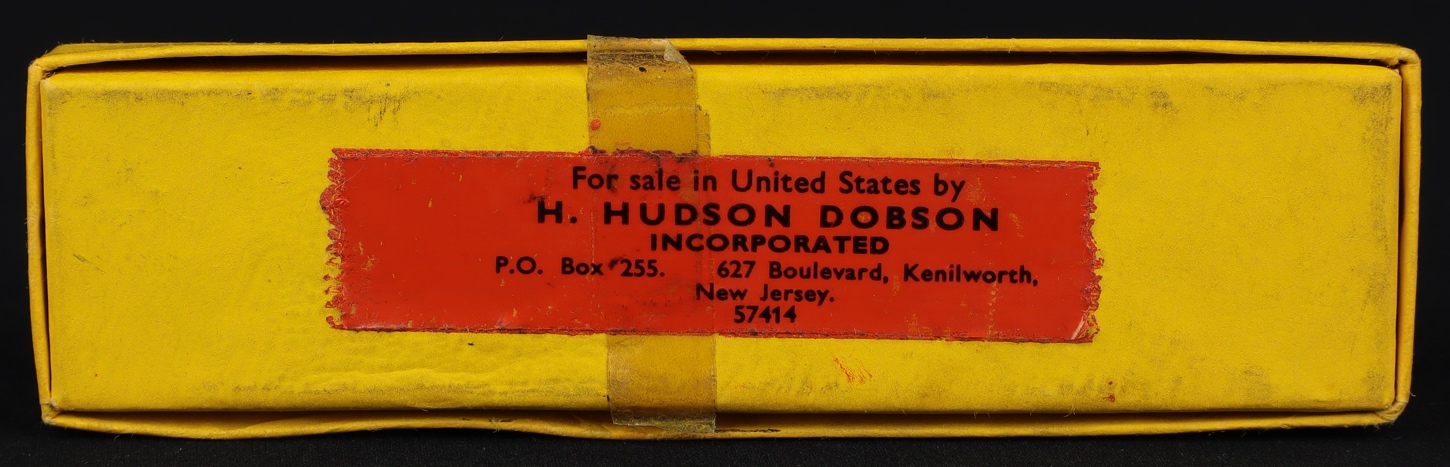 For sale in United States by
H. HUDSON DOBSON
INCORPORATED
P.O. Box 255. 627 Boulevard, Kenilworth,
New Jersey.
57414